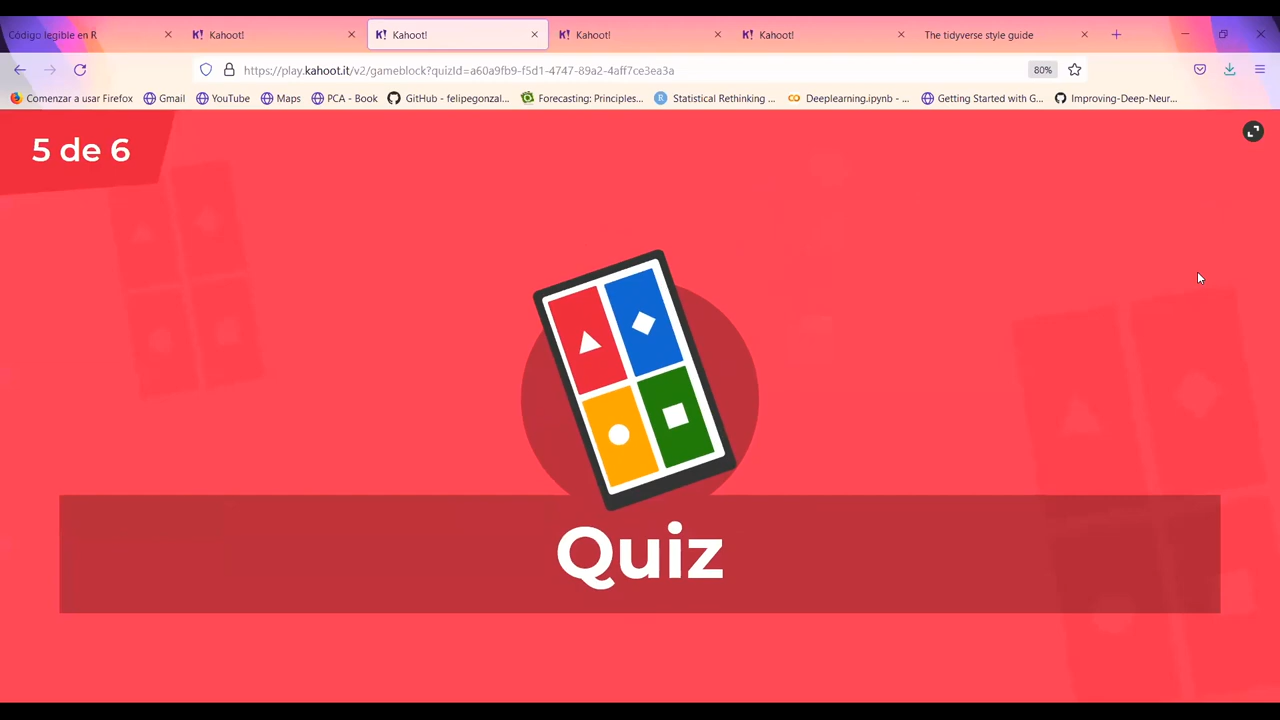 Código legible en R
K! Kahoot!
K! Kahoot!
K! Kahoot!
K! Kahoot!
The tidyverse style guide
https://play.kahoot.it/v2/gameblock?quizId=a60a9fb9-f5d1-4747-89a2-4aff7ce3ea3a
80%
Comenzar a usar Firefox
Gmail
YouTube
Maps
PCA - Book
GitHub - felipegonzal...
Forecasting: Principles...
R
Statistical Rethinking ...
Deeplearning.ipynb - ...
Getting Started with G...
Improving-Deep-Neur...
5 de 6
Quiz